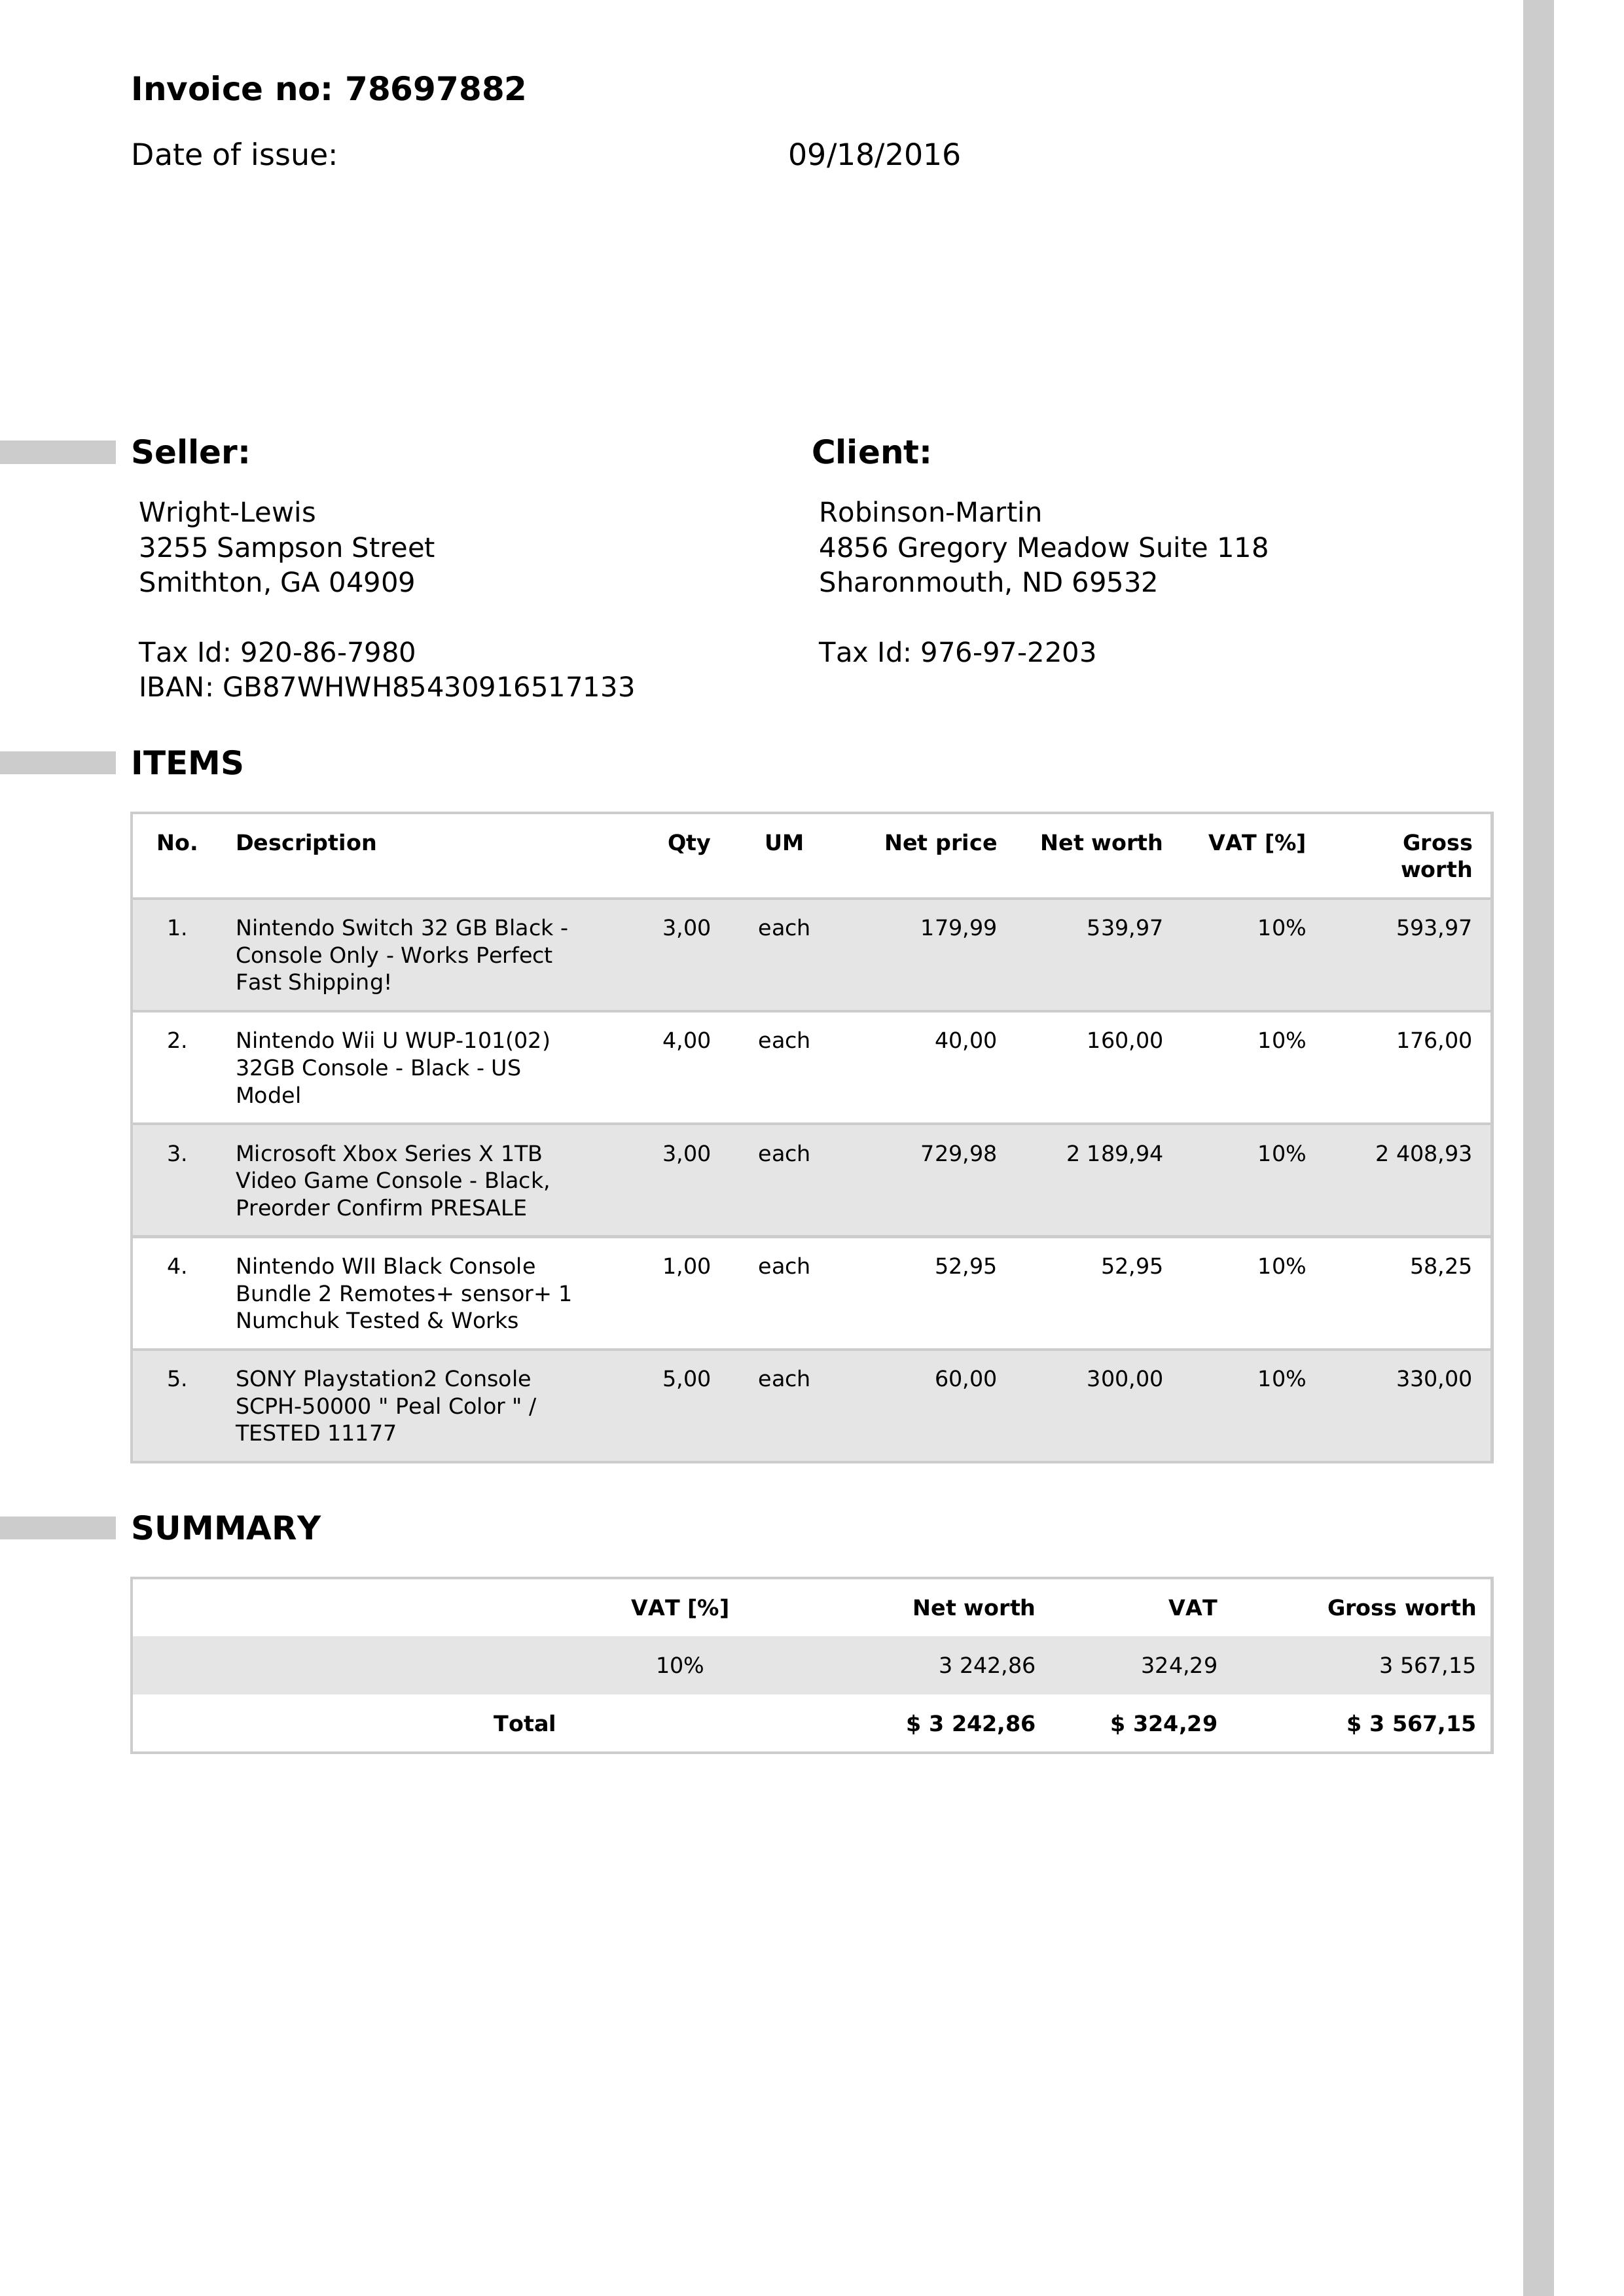 Invoice no: 78697882
Date of issue: 09/18/2016
Seller:
Wright-Lewis
3255 Sampson Street
Smithton, GA 04909
Tax Id: 920-86-7980
IBAN: GB87WHWH85430916517133
Client:
Robinson-Martin
4856 Gregory Meadow Suite 118
Sharonmouth, ND 69532
Tax Id: 976-97-2203
ITEMS
No. Description Qty UM Net price Net worth VAT [%] Gross
worth
1. Nintendo Switch 32 GB Black - 3,00 each 179,99 539,97 10% 593,97
Console Only - Works Perfect
Fast Shipping!
2. Nintendo Wii U WUP-101(02) 4,00 each 40,00 160,00 10% 176,00
32GB Console - Black - US
Model
3. Microsoft Xbox Series X 1TB 3,00 each 729,98 2 189,94 10% 2 408,93
Video Game Console - Black,
Preorder Confirm PRESALE
4. Nintendo WII Black Console 1,00 each 52,95 52,95 10% 58,25
Bundle 2 Remotes+ sensor+ 1
Numchuk Tested & Works
5. SONY Playstation2 Console 5,00 each 60,00 300,00 10% 330,00
SCPH-50000 " Peal Color " /
TESTED 11177
SUMMARY
VAT [%] Net worth VAT Gross worth
10% 3 242,86 324,29 3 567,15
Total $ 3 242,86 $ 324,29 $ 3 567,15